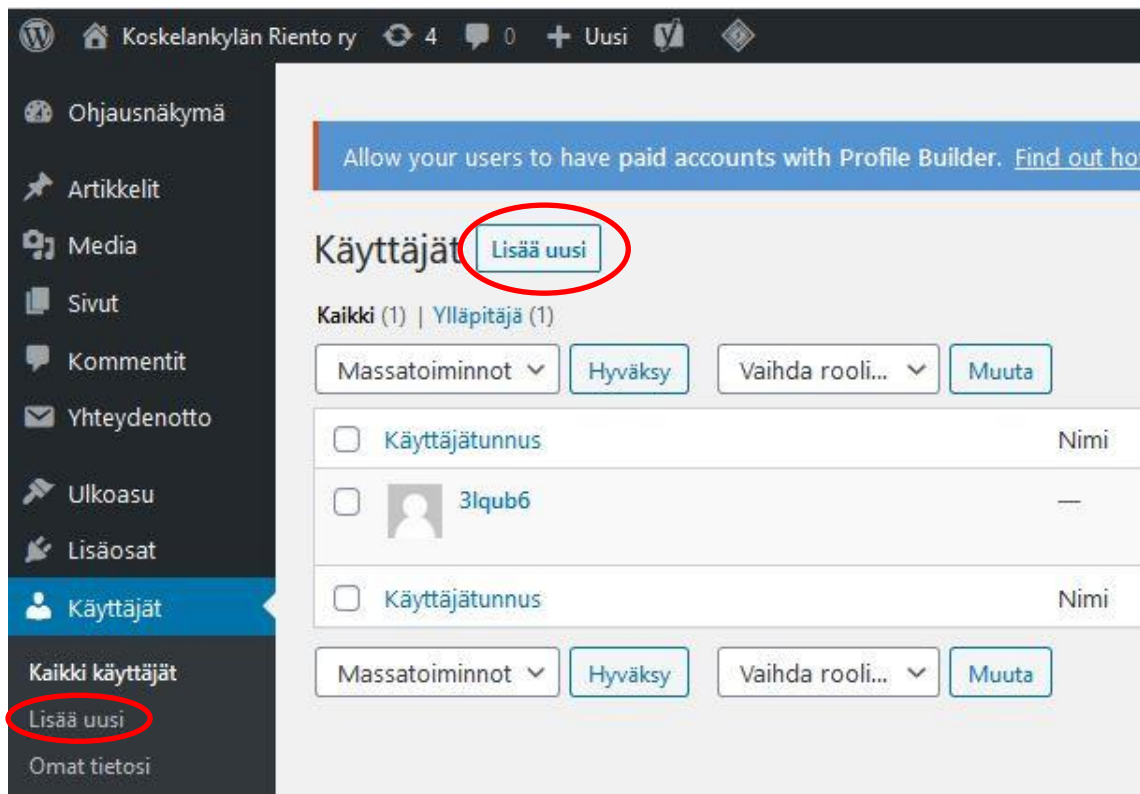 Koskelankylän Riento ry 4 0 + Uusi
Ohjausnäkymä
Artikkelit
Media
Sivut
Kommentit
Yhteydenotto
Ulkoasu
Lisäosat
Käyttäjät
Kaikki käyttäjät
Lisää uusi
Omat tietosi
Allow your users to have paid accounts with Profile Builder. Find out ho
Käyttäjät Lisää uusi
Kaikki (1) | Ylläpitäjä (1)
Massatoiminnot Hyväksy Vaihda rooli... Muuta
Käyttäjätunnus Nimi
3lqub6 —
Käyttäjätunnus Nimi
Massatoiminnot Hyväksy Vaihda rooli... Muuta